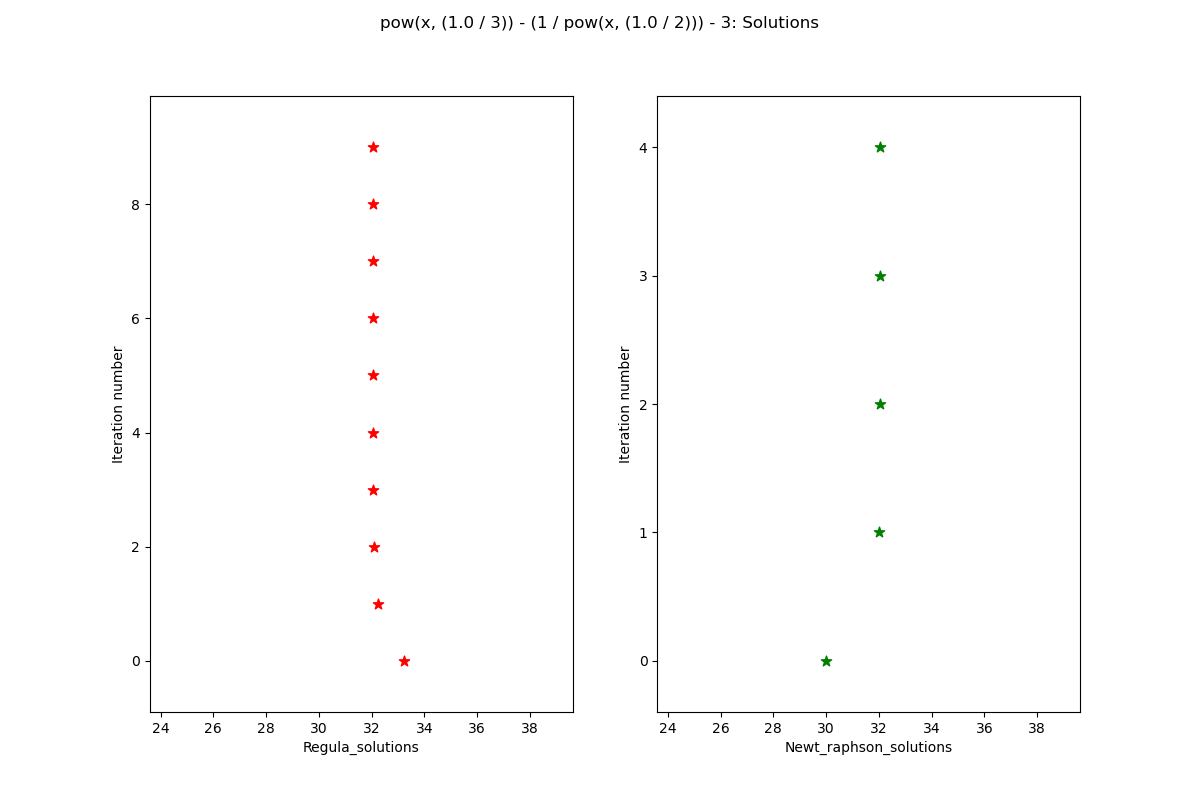 pow(x, (1.0 / 3)) - (1 / pow(x, (1.0 / 2))) - 3: Solutions
8
6
4
2
0
Iteration number
24 26 28 30 32 34 36 38
Regula_solutions
4
3
2
1
0
Iteration number
24 26 28 30 32 34 36 38
Newt_raphson_solutions